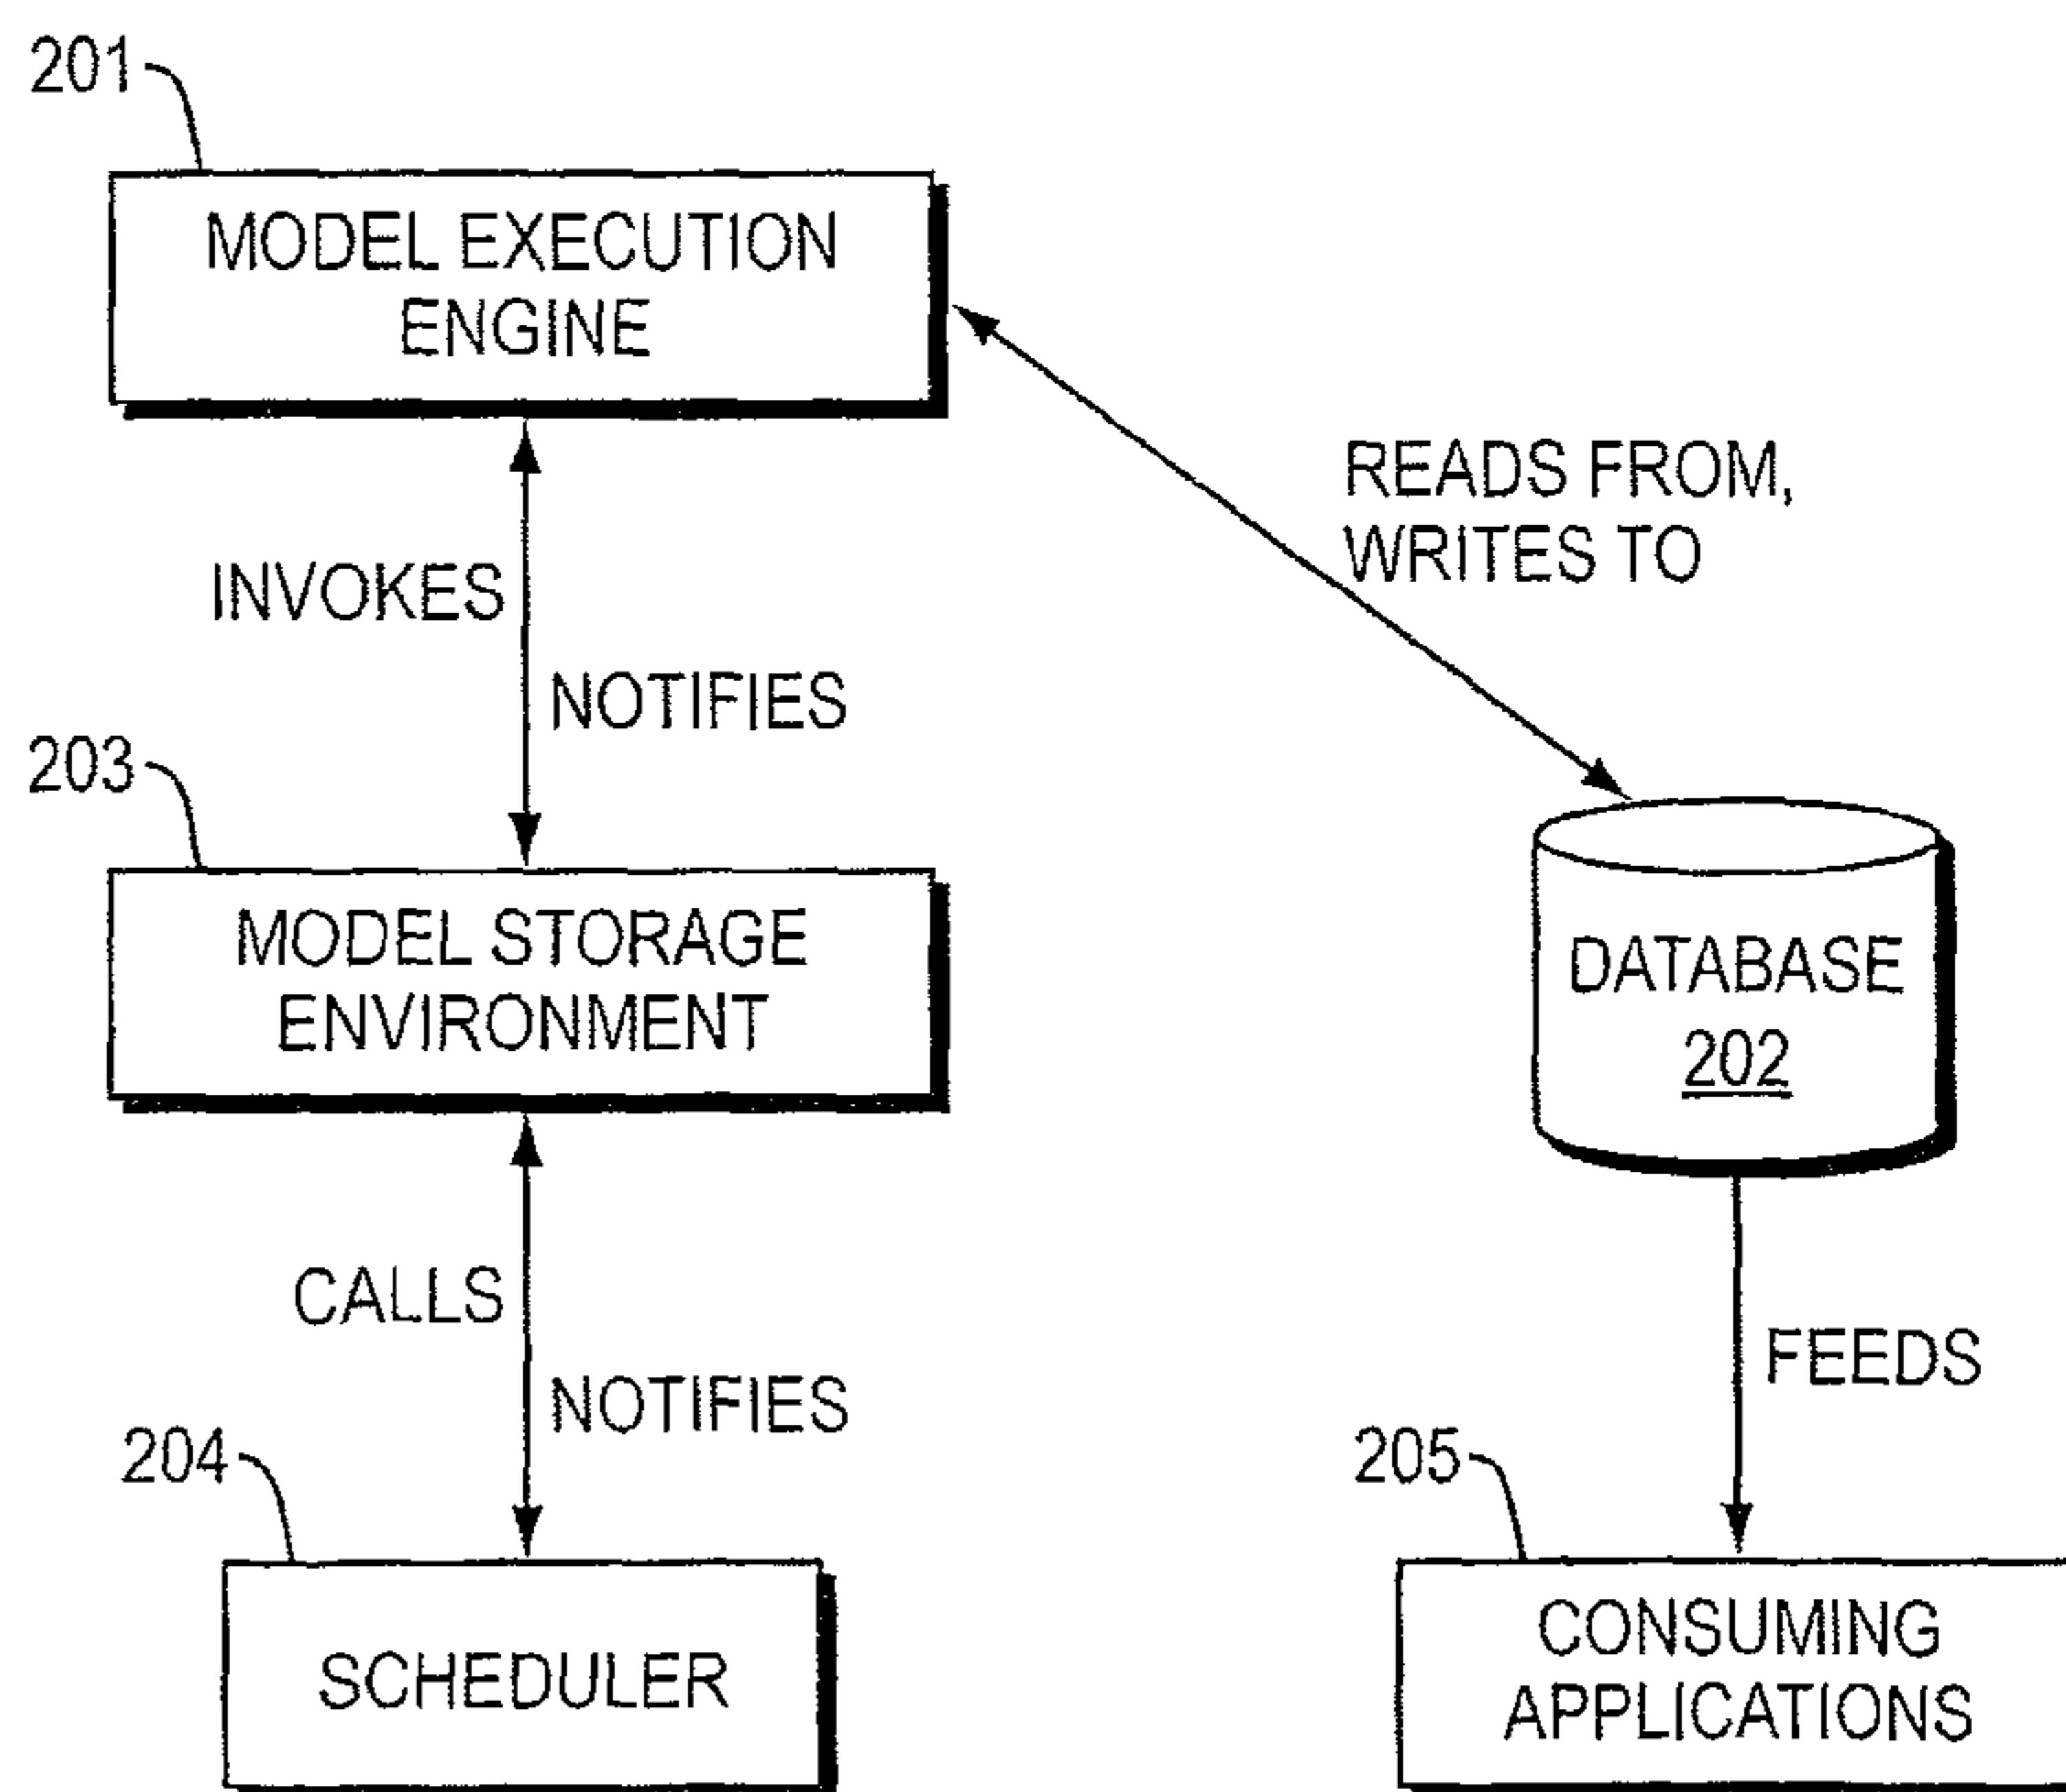 201
MODEL EXECUTION
ENGINE
READS FROM,
WRITES TO
INVOKES
NOTIFIES
203
MODEL STORAGE
ENVIRONMENT
DATABASE
202
CALLS
NOTIFIES
FEEDS
204
SCHEDULER
205
CONSUMING
APPLICATIONS